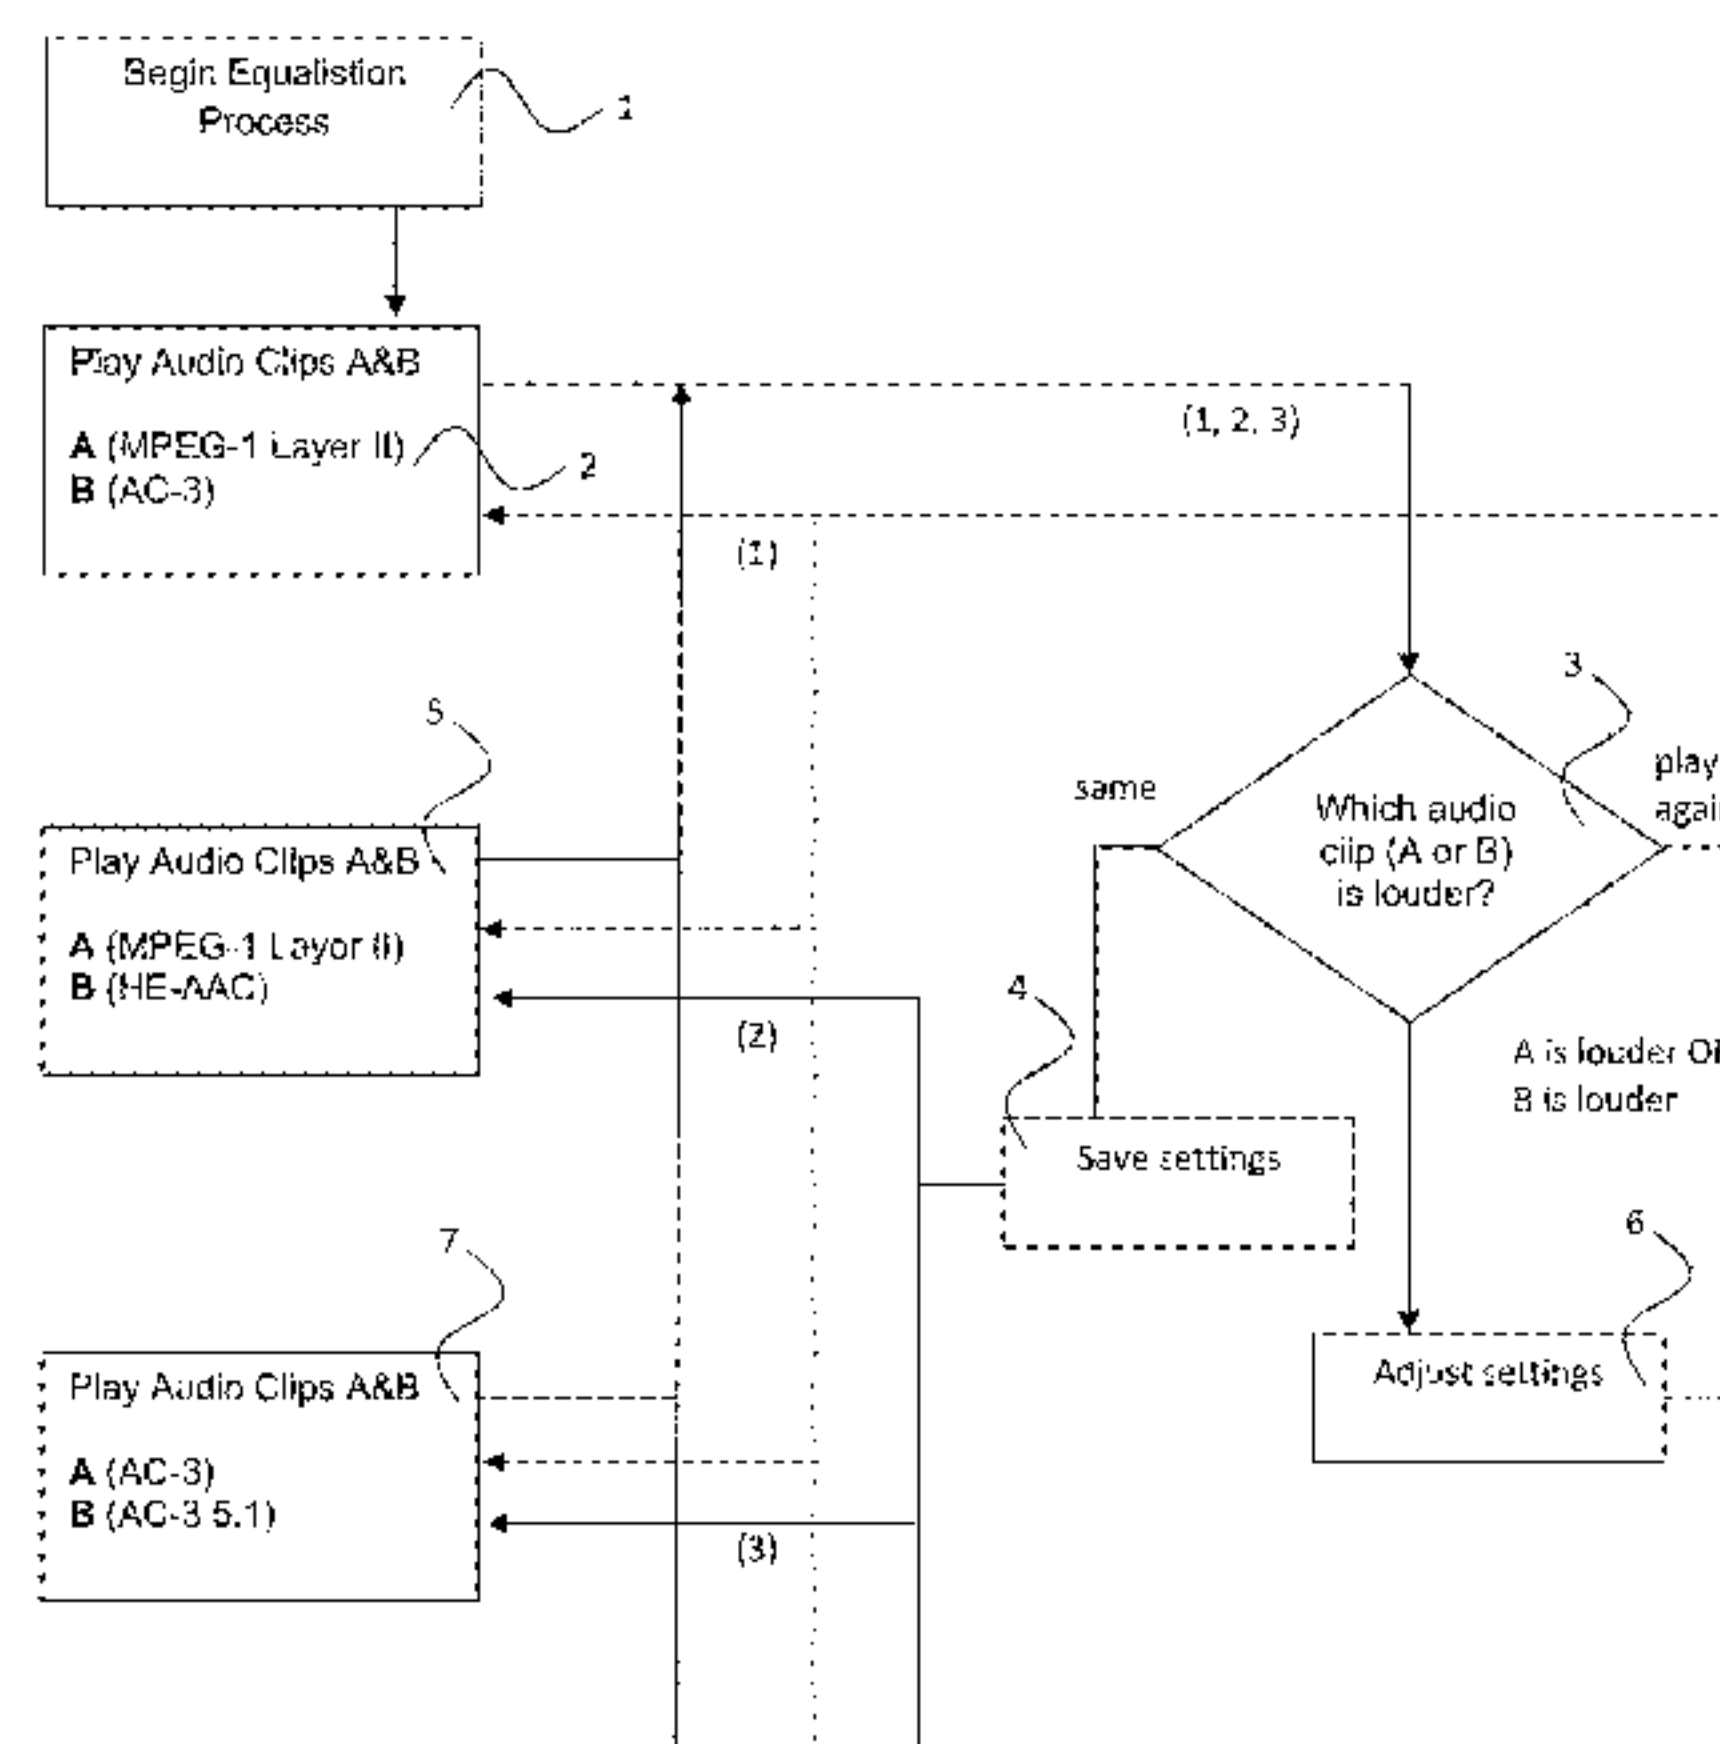 Begin Equalistion
Process
1
Play Audio Clips A&B
A (MPEG-1 Layer II)
B (AC-3)
2
(1, 2, 3)
(1)
3
5
same
play
again
Which audio
clip (A or B)
is louder?
Play Audio Clips A&B
A (MPEG-1 Layer II)
B (HE-AAC)
(2)
4
A is louder OR
B is louder
Save settings
7
6
Play Audio Clips A&B
A (AC-3)
B (AC-3 5.1)
(3)
Adjust settings